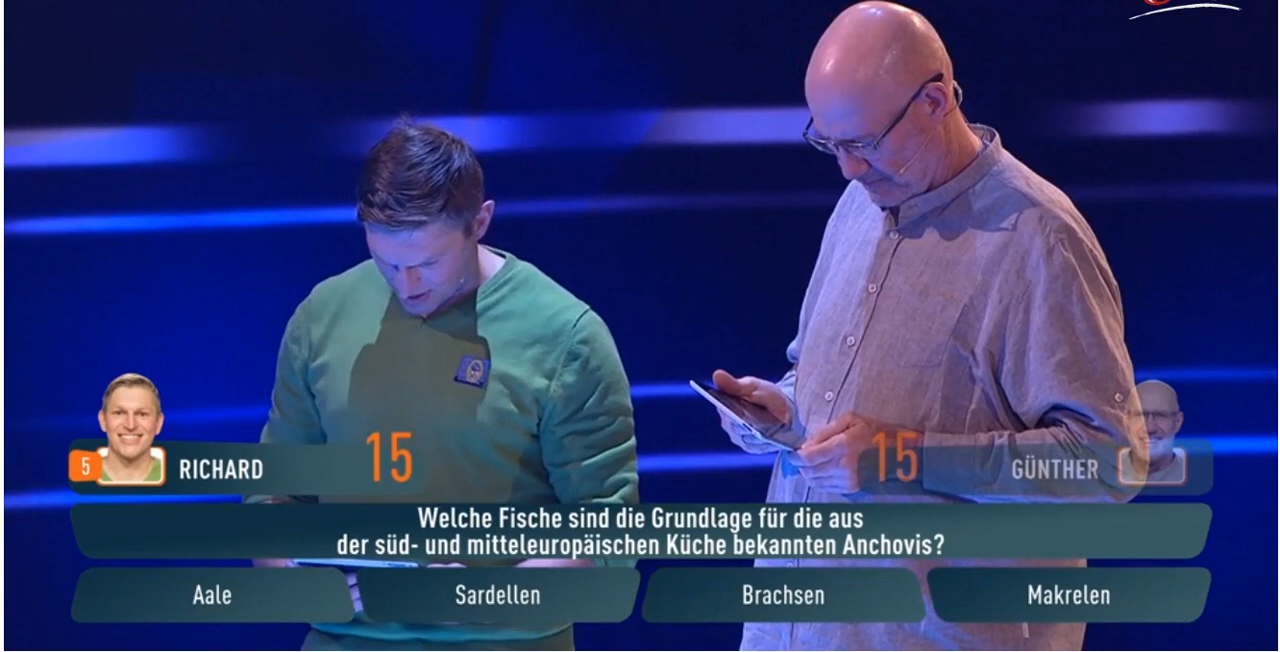 5
RICHARD
15
15
GÜNTHER
Welche Fische sind die Grundlage für die aus
der süd- und mitteleuropäischen Küche bekannten Anchovis?
Aale
Sardellen
Brachsen
Makrelen